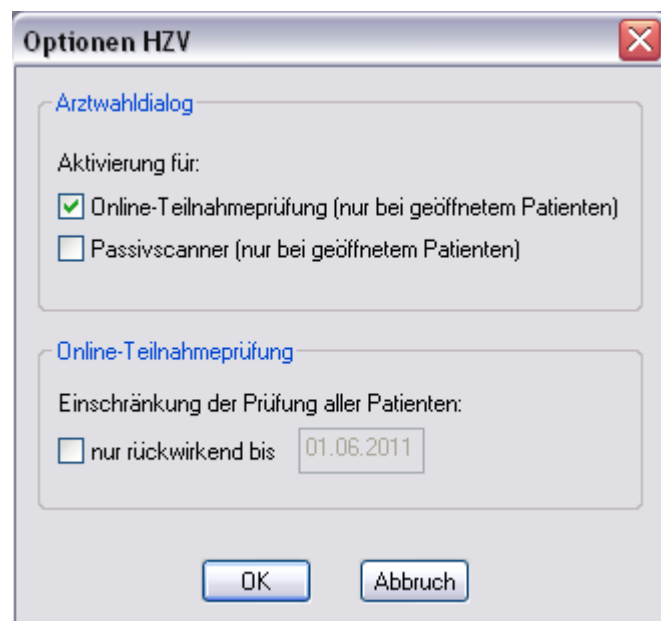 Optionen HZV
Arztwahldialog
Aktivierung für:
Online-Teilnahmeprüfung (nur bei geöffnetem Patienten)
Passivscanner (nur bei geöffnetem Patienten)
Online-Teilnahmeprüfung
Einschränkung der Prüfung aller Patienten:
nur rückwirkend bis 01.06.2011
OK Abbruch